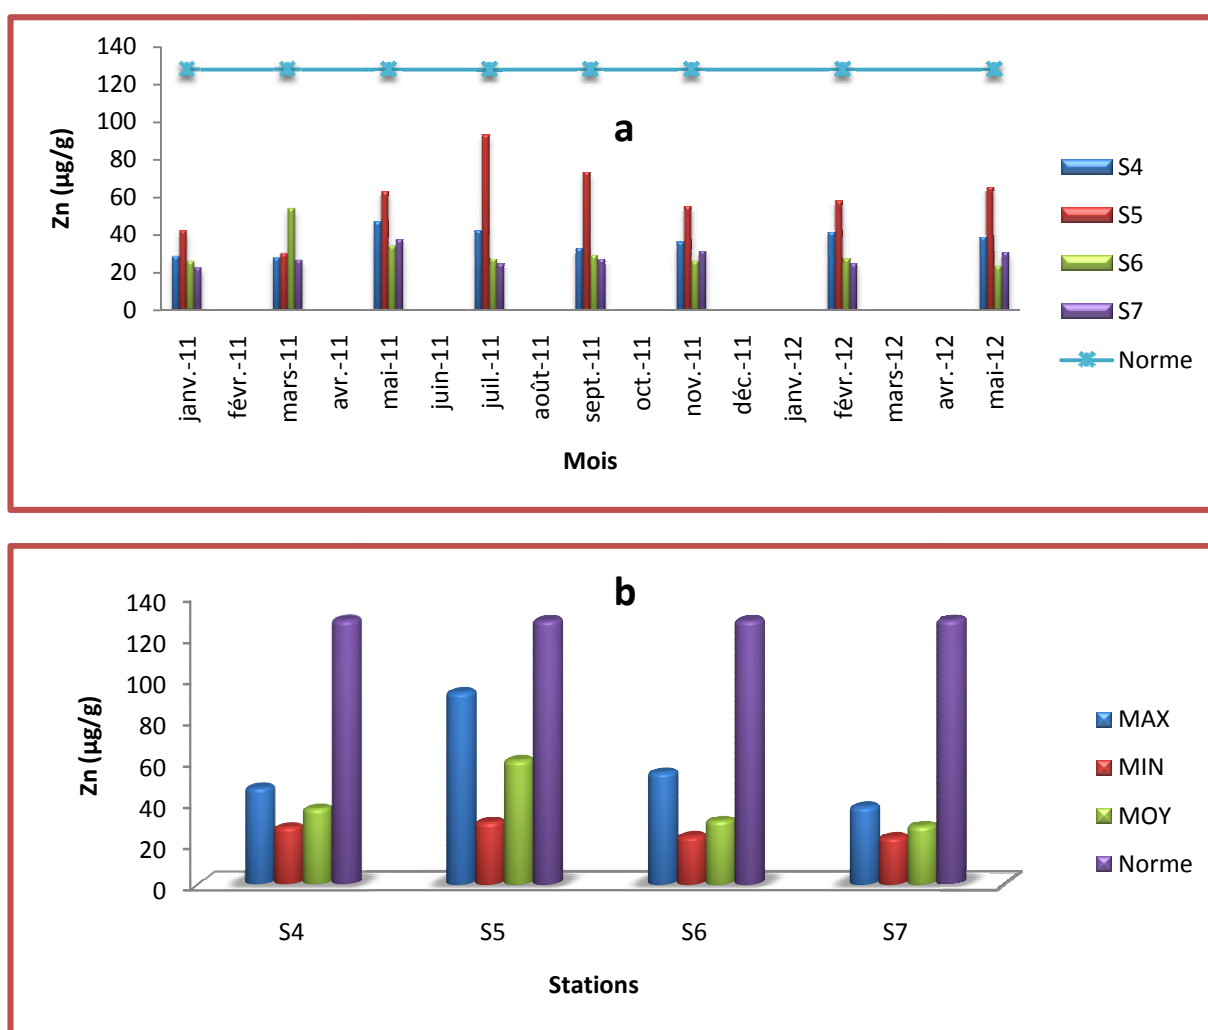 a
Zn (µg/g)
140
120
100
80
60
40
20
0
janv.-11
févr.-11
mars-11
avr.-11
mai-11
juin-11
juil.-11
août-11
sept.-11
oct.-11
nov.-11
déc.-11
janv.-12
févr.-12
mars-12
avr.-12
mai-12
Mois
S4
S5
S6
S7
Norme
b
Zn (µg/g)
140
120
100
80
60
40
20
0
S4
S5
S6
S7
Stations
MAX
MIN
MOY
Norme